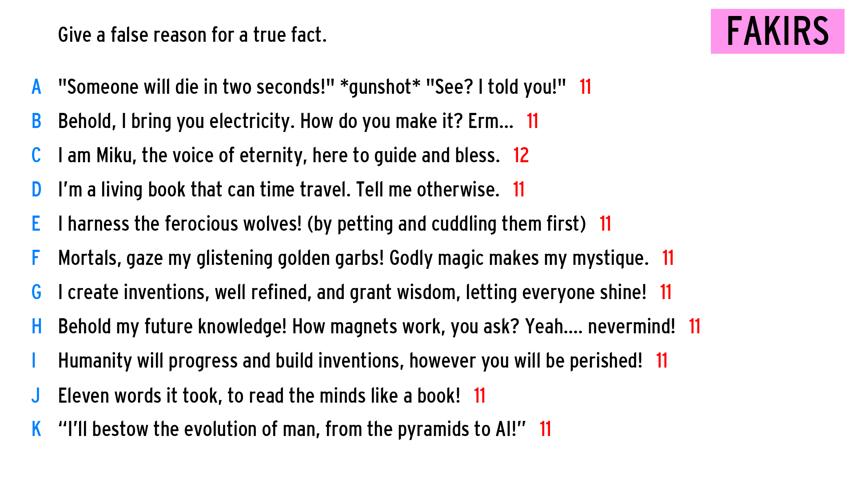 Give a false reason for a true fact.
FAKIRS
A "Someone will die in two seconds!" *gunshot* "See? I told you!" 11
B Behold, I bring you electricity. How do you make it? Erm... 11
C I am Miku, the voice of eternity, here to guide and bless. 12
D I'm a living book that can time travel. Tell me otherwise. 11
E I harness the ferocious wolves! (by petting and cuddling them first) 11
F Mortals, gaze my glistening golden garbs! Godly magic makes my mystique. 11
G I create inventions, well refined, and grant wisdom, letting everyone shine! 11
H Behold my future knowledge! How magnets work, you ask? Yeah.... nevermind! 11
I Humanity will progress and build inventions, however you will be perished! 11
J Eleven words it took, to read the minds like a book! 11
K “I’ll bestow the evolution of man, from the pyramids to AI!” 11